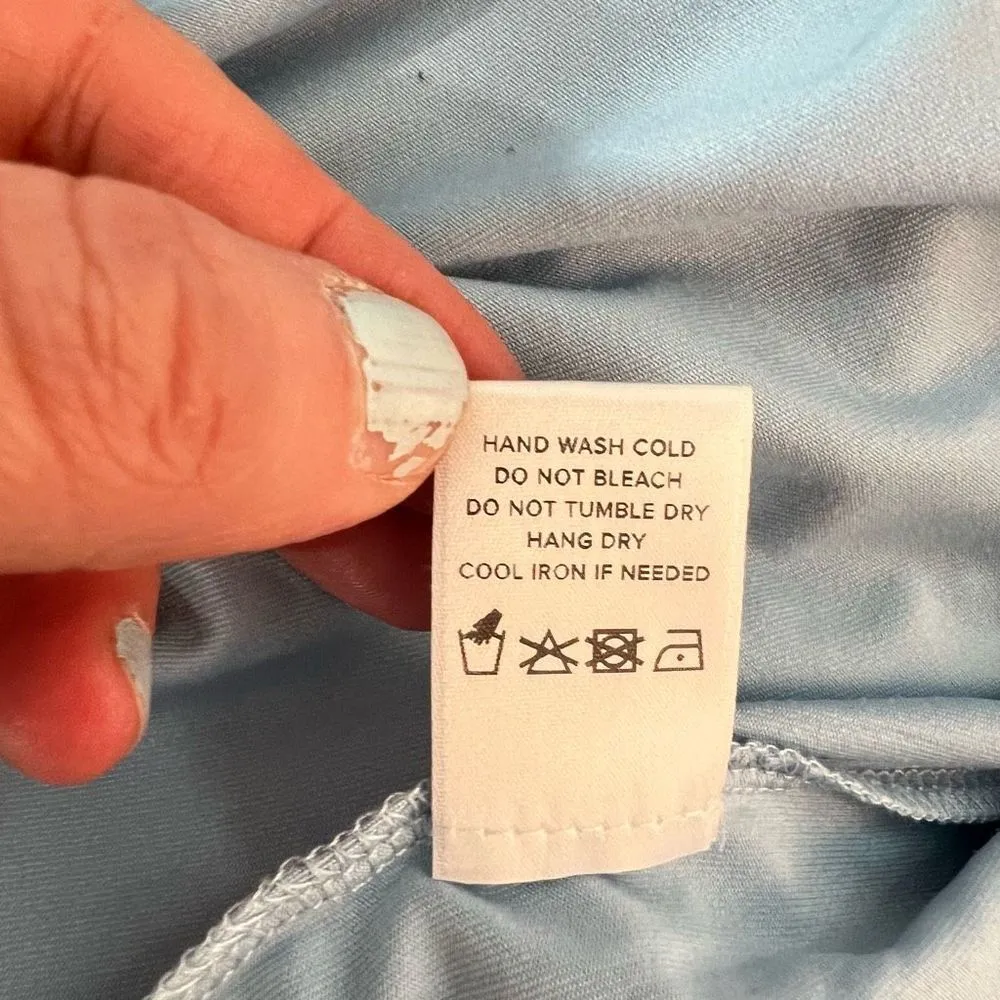 HAND WASH COLD
DO NOT BLEACH
DO NOT TUMBLE DRY
HANG DRY
COOL IRON IF NEEDED